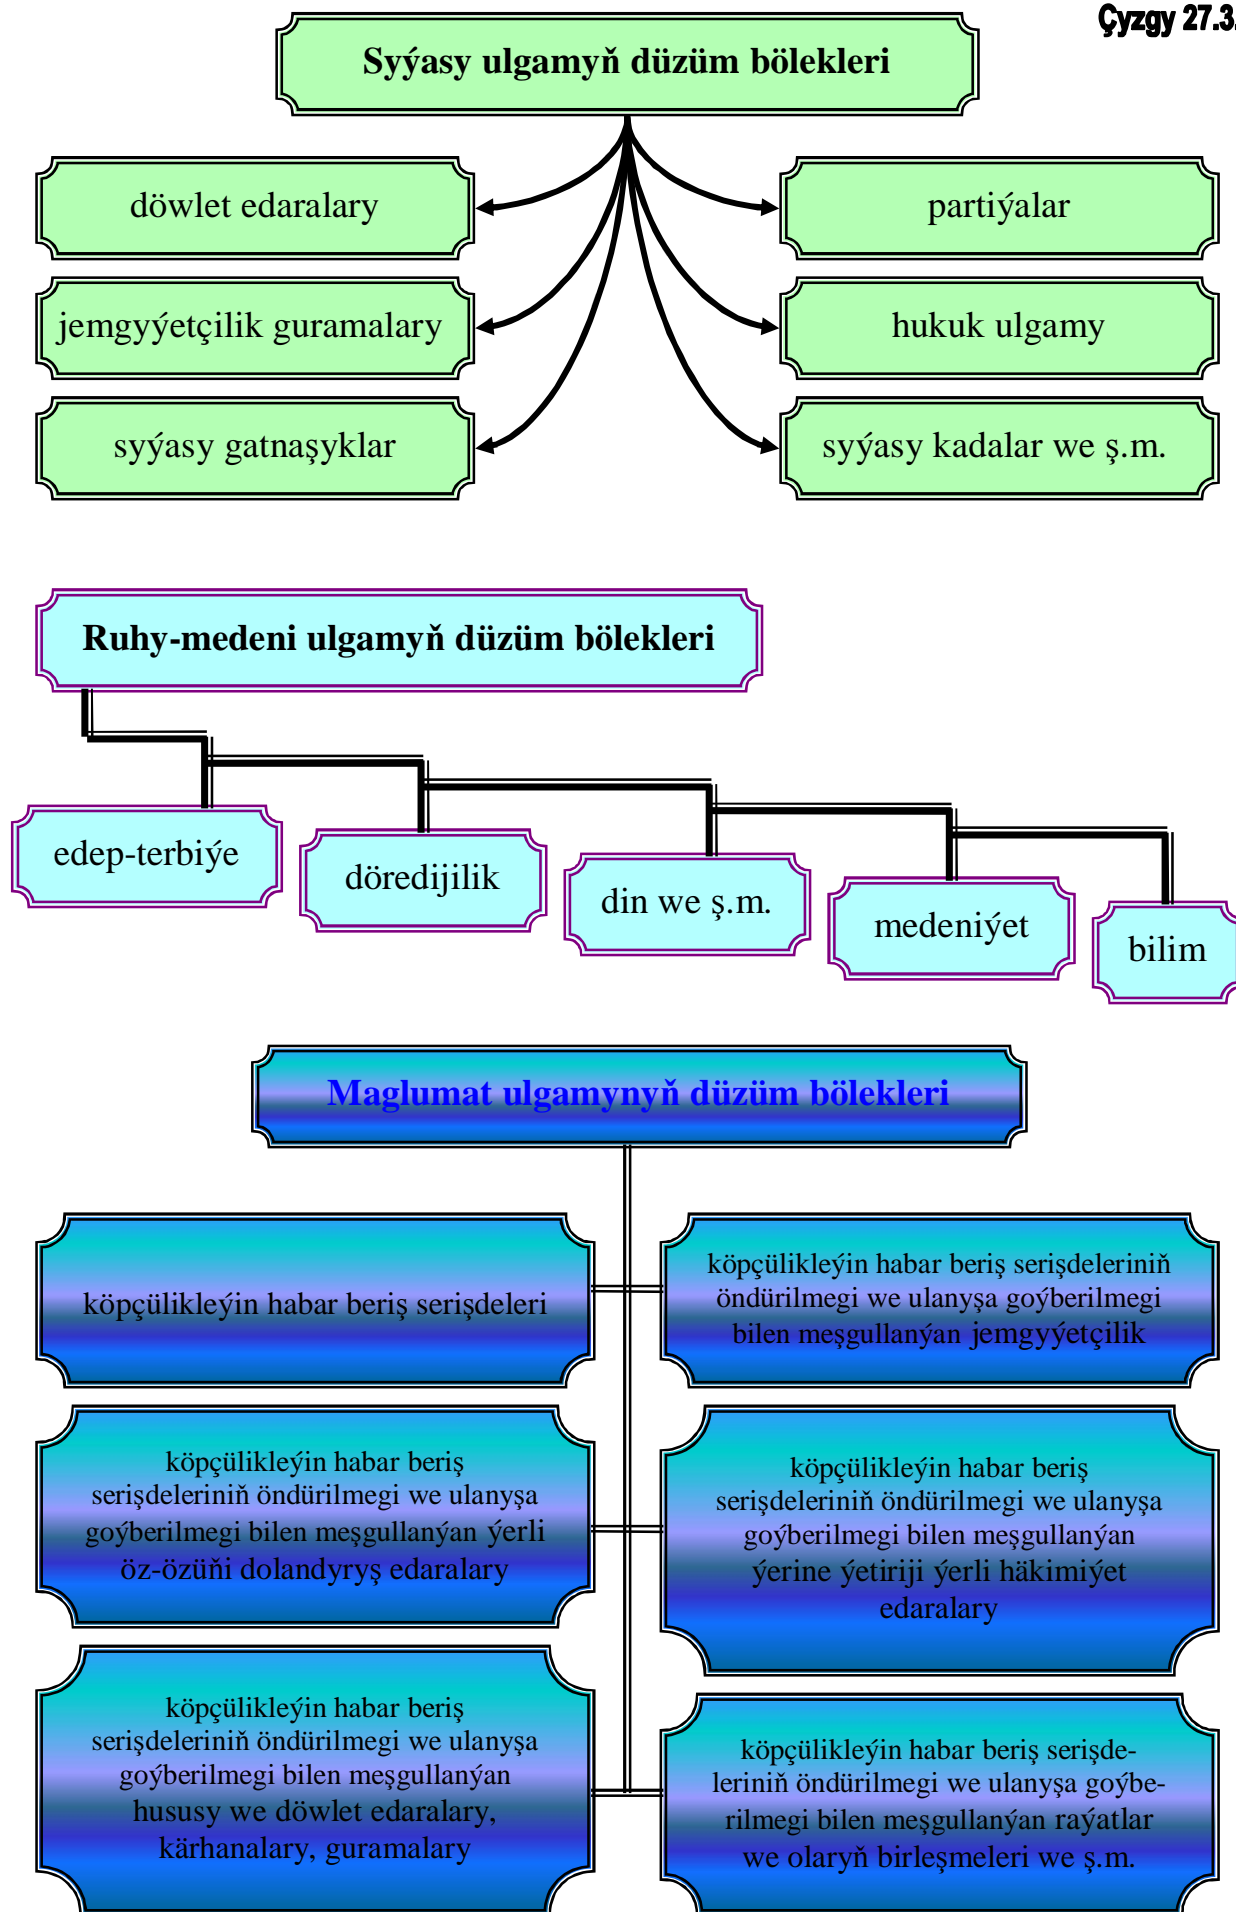 Çyzgy 27.3.
Syýasy ulgamyň düzüm bölekleri
döwlet edaralary
partiýalar
jemgyýetçilik guramalary
hukuk ulgamy
syýasy gatnaşyklar
syýasy kadalar we ş.m.
Ruhy-medeni ulgamyň düzüm bölekleri
edep-terbiýe
döredijilik
din we ş.m.
medeniýet
bilim
Maglumat ulgamynyň düzüm bölekleri
köpçülikleýin habar beriş serişdeleri
köpçülikleýin habar beriş serişdeleriniň
öndürilmegi we ulanyşa goýberilmegi
bilen meşgullanýan jemgyýetçilik
köpçülikleýin habar beriş
serişdeleriniň öndürilmegi we ulanyşa
goýberilmegi bilen meşgullanýan ýerli
öz-özüňi dolandyryş edaralary
köpçülikleýin habar beriş
serişdeleriniň öndürilmegi we ulanyşa
goýberilmegi bilen meşgullanýan
ýerine ýetiriji ýerli häkimiýet
edaralary
köpçülikleýin habar beriş
serişdeleriniň öndürilmegi we ulanyşa
goýberilmegi bilen meşgullanýan
hususy we döwlet edaralary,
kärhanalary, guramalary
köpçülikleýin habar beriş serişde-
leriniň öndürilmegi we ulanyşa goýbe-
rilmegi bilen meşgullanýan raýatlar
we olaryň birleşmeleri we ş.m.